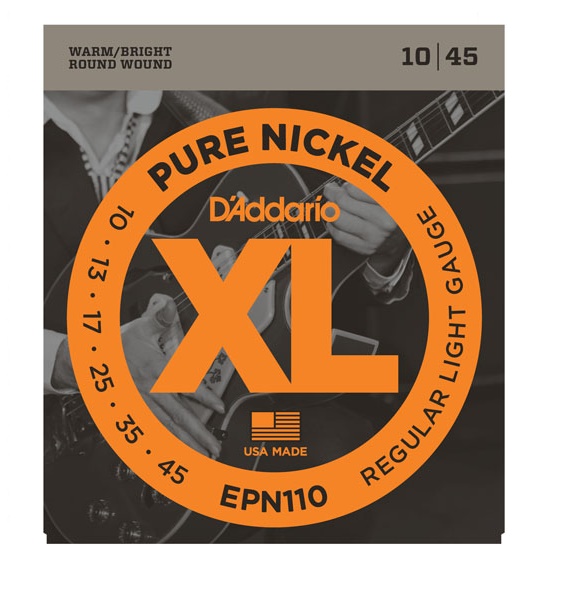 WARM/BRIGHT
ROUND WOUND
10|45
PURE NICKEL
D'Addario
XL
10 · 13 · 17 · 25 · 35 · 45
REGULAR LIGHT GAUGE
USA MADE
EPN110